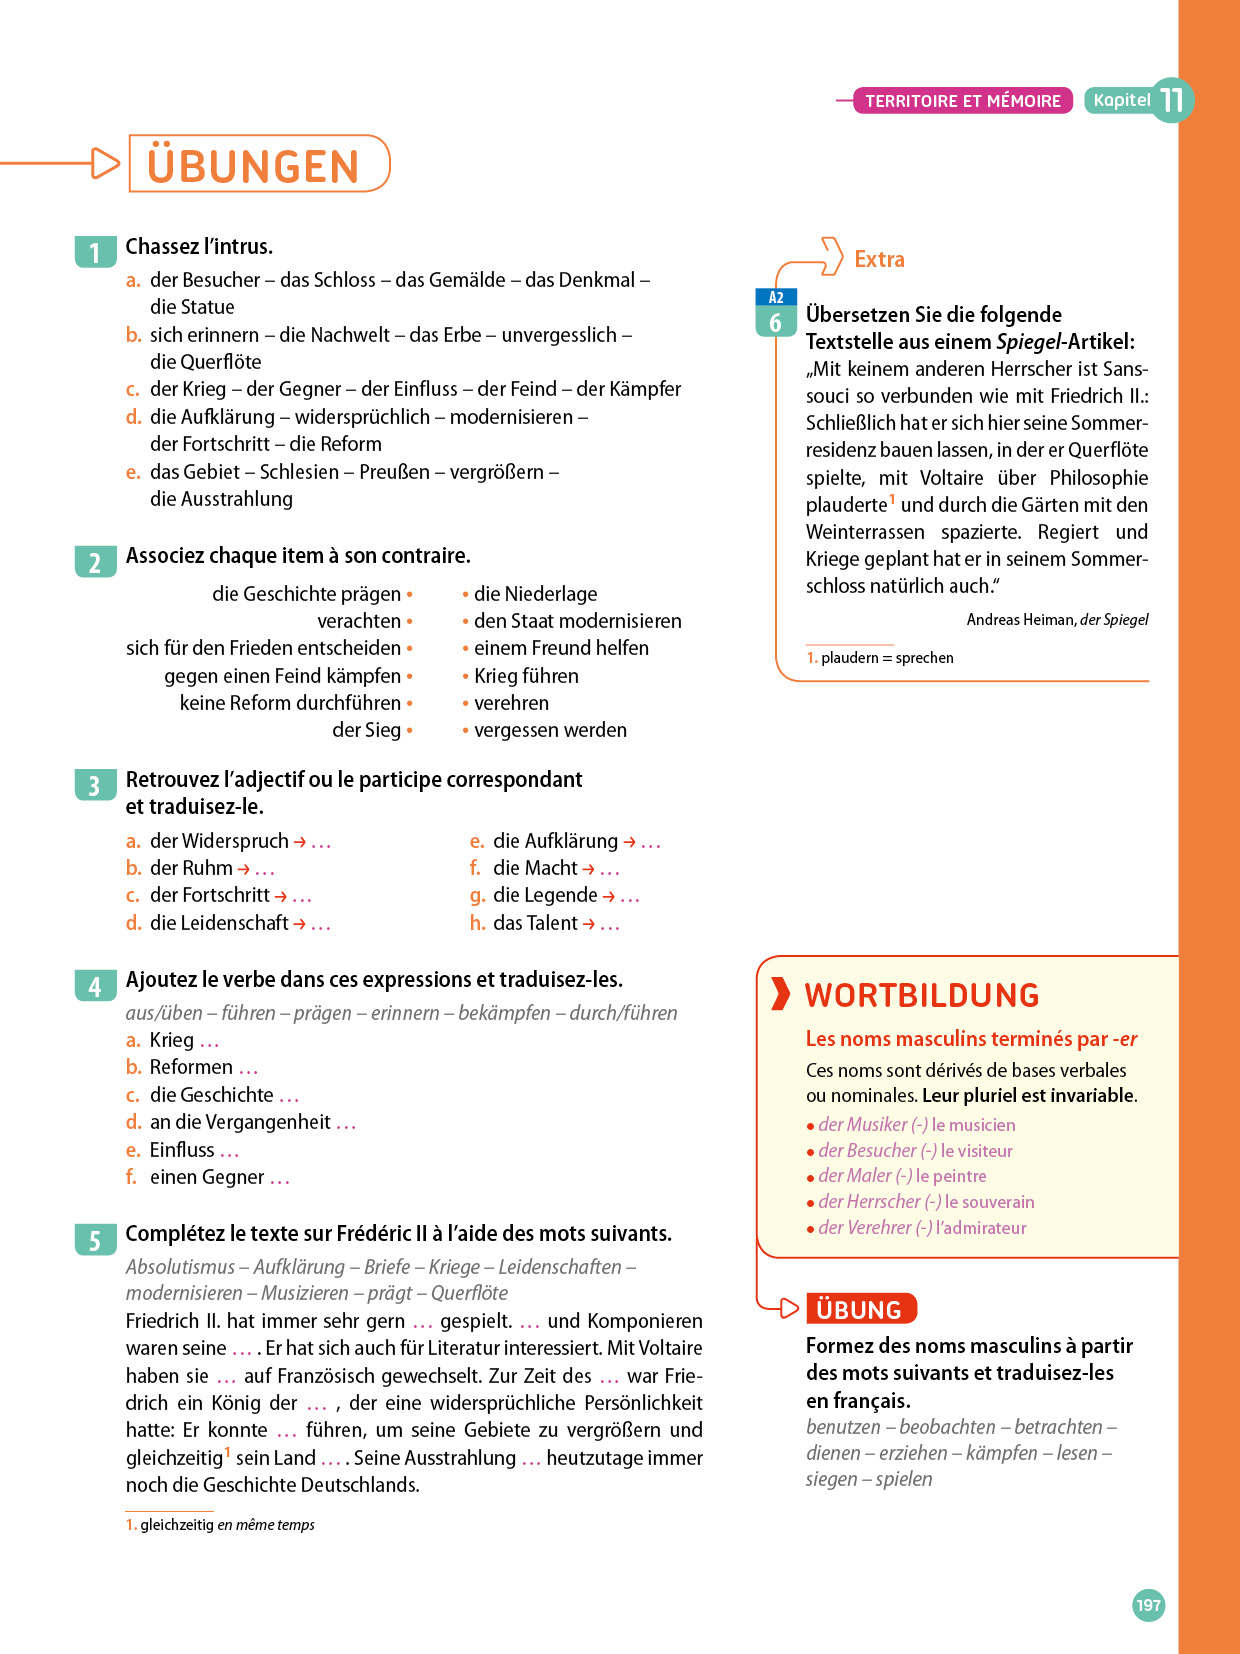 TERRITOIRE ET MÉMOIRE Kapitel 11
ÜBUNGEN
1 Chassez l’intrus.
a. der Besucher – das Schloss – das Gemälde – das Denkmal –
die Statue
b. sich erinnern – die Nachwelt – das Erbe – unvergesslich –
die Querflöte
c. der Krieg – der Gegner – der Einfluss – der Feind – der Kämpfer
d. die Aufklärung – widersprüchlich – modernisieren –
der Fortschritt – die Reform
e. das Gebiet – Schlesien – Preußen – vergrößern –
die Ausstrahlung
2 Associez chaque item à son contraire.
die Geschichte prägen • • die Niederlage
verachten • • den Staat modernisieren
sich für den Frieden entscheiden • • einem Freund helfen
gegen einen Feind kämpfen • • Krieg führen
keine Reform durchführen • • verehren
der Sieg • • vergessen werden
3 Retrouvez l’adjectif ou le participe correspondant
et traduisez-le.
a. der Widerspruch → …
b. der Ruhm → …
c. der Fortschritt → …
d. die Leidenschaft → …
e. die Aufklärung → …
f. die Macht → …
g. die Legende → …
h. das Talent → …
4 Ajoutez le verbe dans ces expressions et traduisez-les.
aus/üben – führen – prägen – erinnern – bekämpfen – durch/führen
a. Krieg …
b. Reformen …
c. die Geschichte …
d. an die Vergangenheit …
e. Einfluss …
f. einen Gegner …
5 Complétez le texte sur Frédéric II à l’aide des mots suivants.
Absolutismus – Aufklärung – Briefe – Kriege – Leidenschaften –
modernisieren – Musizieren – prägt – Querflöte
Friedrich II. hat immer sehr gern … gespielt. … und Komponieren
waren seine … . Er hat sich auch für Literatur interessiert. Mit Voltaire
haben sie … auf Französisch gewechselt. Zur Zeit des … war Frie-
drich ein König der … , der eine widersprüchliche Persönlichkeit
hatte: Er konnte … führen, um seine Gebiete zu vergrößern und
gleichzeitig1 sein Land … . Seine Ausstrahlung … heutzutage immer
noch die Geschichte Deutschlands.
1. gleichzeitig en même temps
Extra
A2
6 Übersetzen Sie die folgende
Textstelle aus einem Spiegel-Artikel:
„Mit keinem anderen Herrscher ist Sans-
souci so verbunden wie mit Friedrich II.:
Schließlich hat er sich hier seine Sommer-
residenz bauen lassen, in der er Querflöte
spielte, mit Voltaire über Philosophie
plauderte1 und durch die Gärten mit den
Weinterrassen spazierte. Regiert und
Kriege geplant hat er in seinem Sommer-
schloss natürlich auch.“
Andreas Heiman, der Spiegel
1. plaudern = sprechen
WORTBILDUNG
Les noms masculins terminés par -er
Ces noms sont dérivés de bases verbales
ou nominales. Leur pluriel est invariable.
• der Musiker (-) le musicien
• der Besucher (-) le visiteur
• der Maler (-) le peintre
• der Herrscher (-) le souverain
• der Verehrer (-) l’admirateur
ÜBUNG
Formez des noms masculins à partir
des mots suivants et traduisez-les
en français.
benutzen – beobachten – betrachten –
dienen – erziehen – kämpfen – lesen –
siegen – spielen
197